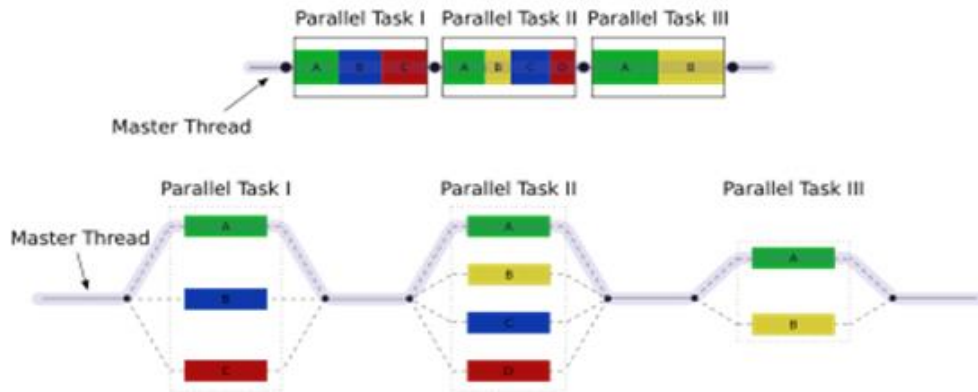 Parallel Task I Parallel Task II Parallel Task III
A B C A B C D A B
Master Thread
Parallel Task I Parallel Task II Parallel Task III
A A
Master Thread
A
B
B
C
B
C D